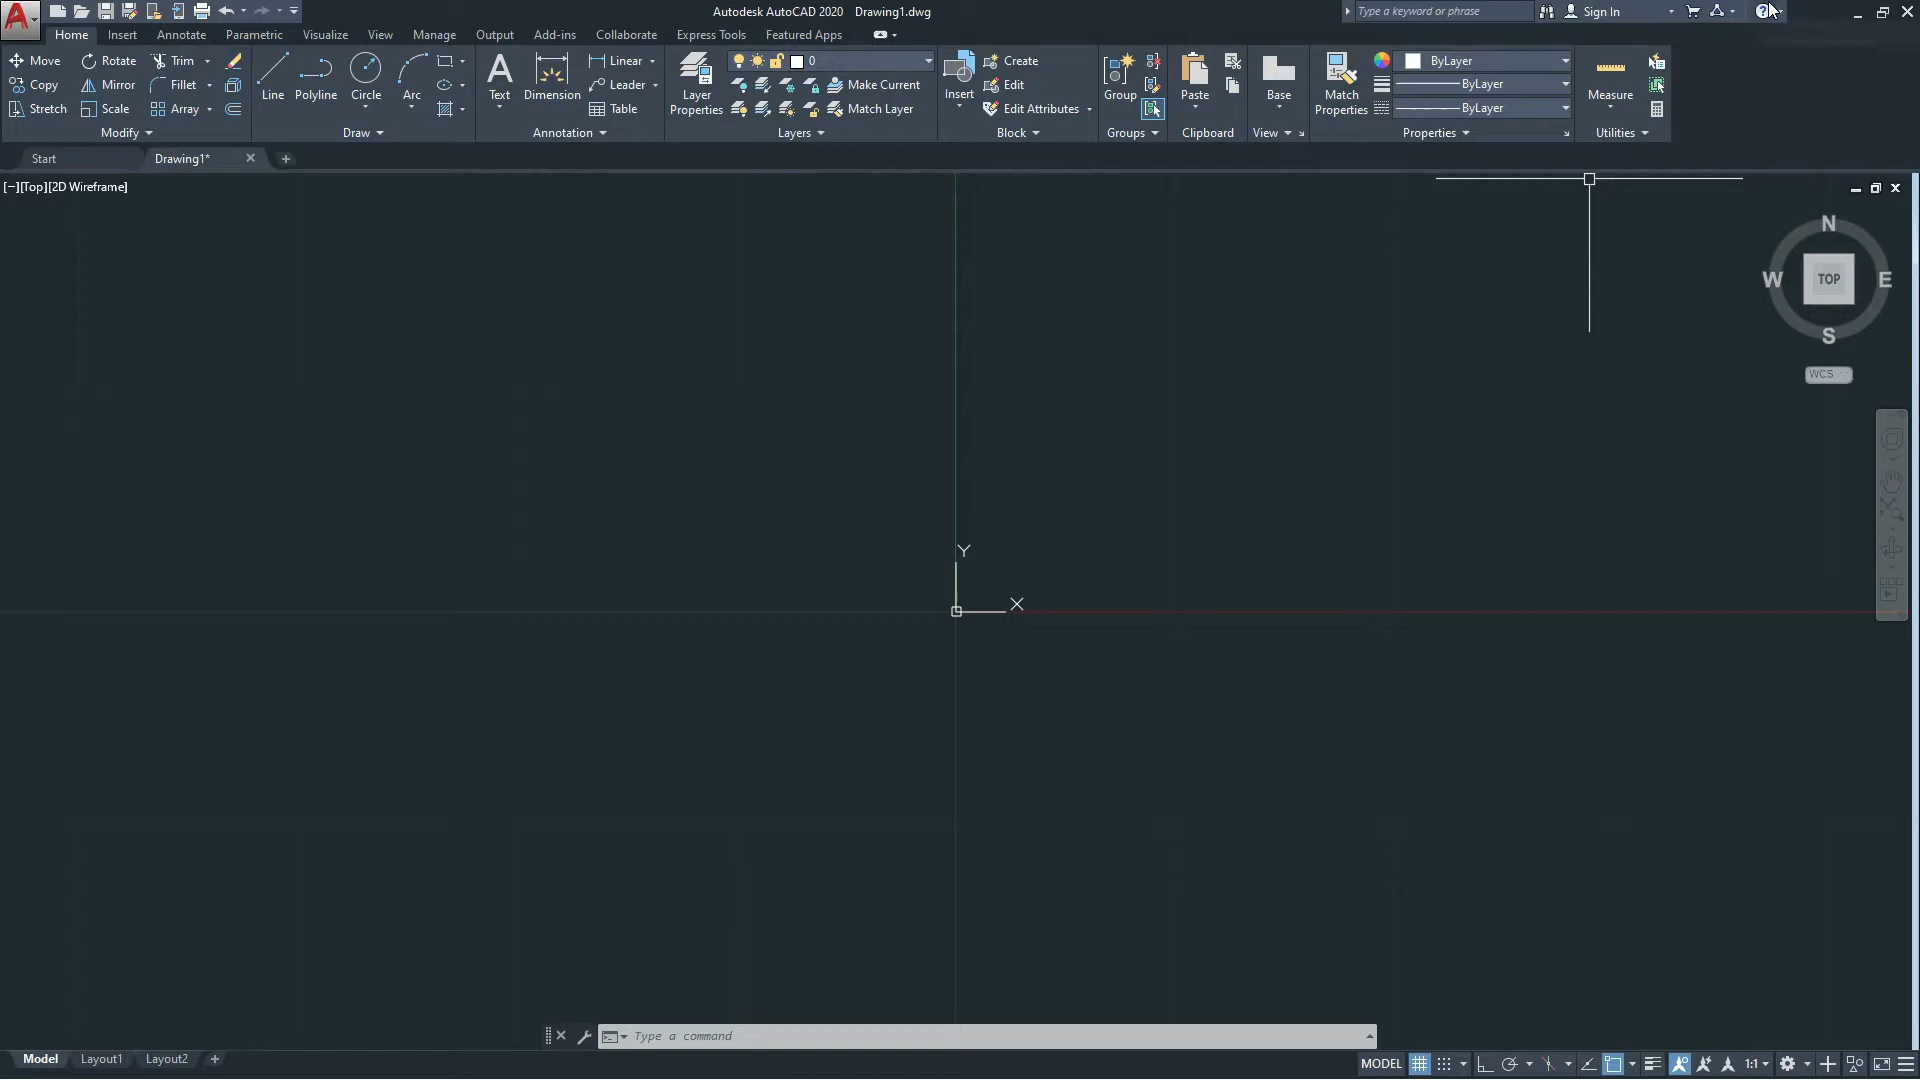 Autodesk AutoCAD 2020 Drawing1.dwg
Type a keyword or phrase
Sign In
Home Insert Annotate Parametric Visualize View Manage Output Add-ins Collaborate Express Tools Featured Apps
Move Rotate Trim
Copy Mirror Fillet
Stretch Scale Array
Modify
Line Polyline Circle Arc
Draw
Text Dimension
Linear
Leader
Table
Annotation
Layer Properties
0
Make Current
Match Layer
Layers
Insert
Create
Edit
Edit Attributes
Block
Group
Groups
Paste
Clipboard
Base
View
Match Properties
ByLayer
ByLayer
ByLayer
Properties
Measure
Utilities
Start Drawing1*
[−][Top][2D Wireframe]
N
W TOP E
S
WCS
Y
X
Type a command
Model Layout1 Layout2
MODEL 1:1